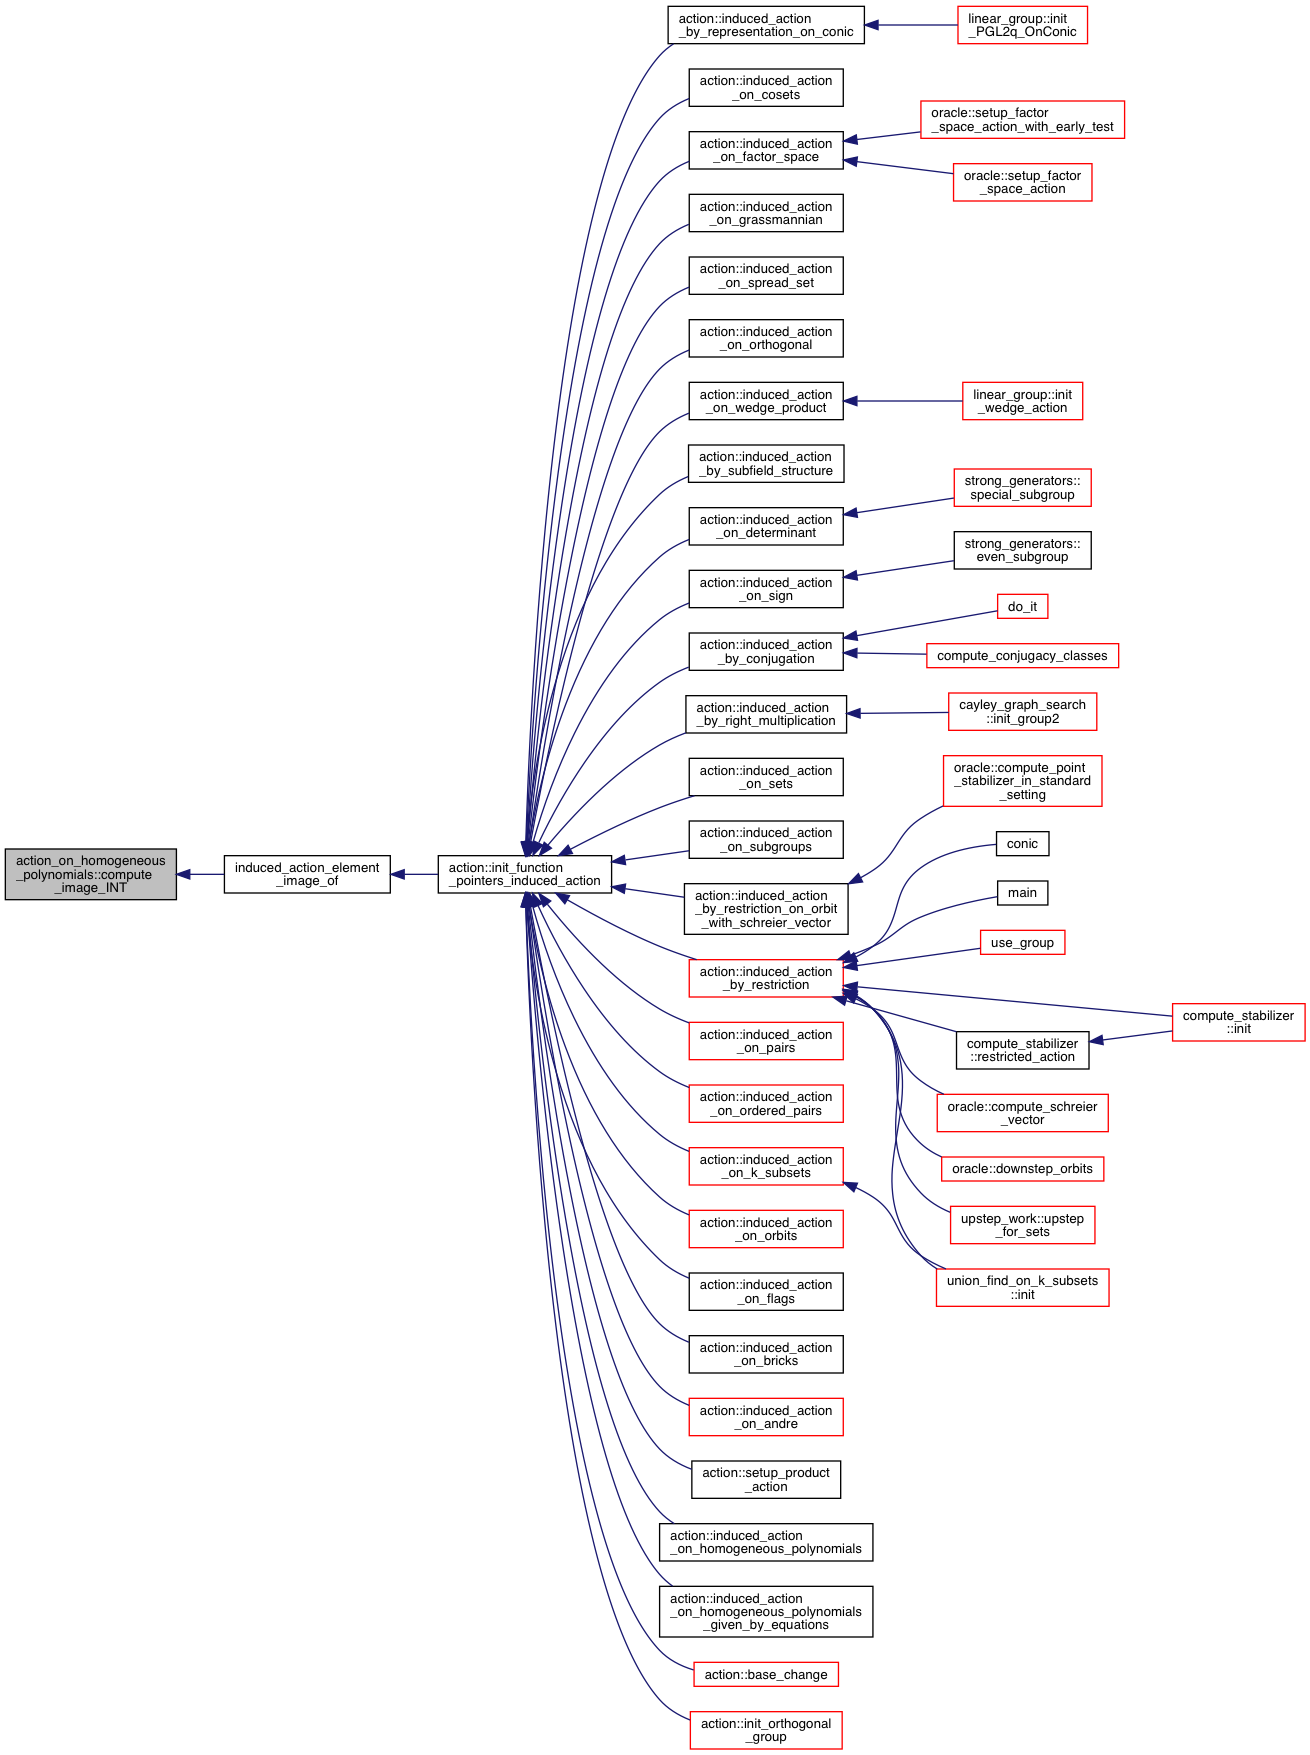 action_on_homogeneous
_polynomials::compute
_image_INT
induced_action_element
_image_of
action::init_function
_pointers_induced_action
action::induced_action
_by_representation_on_conic
linear_group::init
_PGL2q_OnConic
action::induced_action
_on_cosets
action::induced_action
_on_factor_space
oracle::setup_factor
_space_action_with_early_test
oracle::setup_factor
_space_action
action::induced_action
_on_grassmannian
action::induced_action
_on_spread_set
action::induced_action
_on_orthogonal
action::induced_action
_on_wedge_product
linear_group::init
_wedge_action
action::induced_action
_by_subfield_structure
action::induced_action
_on_determinant
strong_generators::
special_subgroup
action::induced_action
_on_sign
strong_generators::
even_subgroup
action::induced_action
_by_conjugation
do_it
compute_conjugacy_classes
action::induced_action
_by_right_multiplication
cayley_graph_search
::init_group2
action::induced_action
_on_sets
action::induced_action
_on_subgroups
action::induced_action
_by_restriction_on_orbit
_with_schreier_vector
oracle::compute_point
_stabilizer_in_standard
_setting
action::induced_action
_by_restriction
conic
main
use_group
compute_stabilizer
::restricted_action
compute_stabilizer
::init
oracle::compute_schreier
_vector
oracle::downstep_orbits
upstep_work::upstep
_for_sets
union_find_on_k_subsets
::init
action::induced_action
_on_pairs
action::induced_action
_on_ordered_pairs
action::induced_action
_on_k_subsets
action::induced_action
_on_orbits
action::induced_action
_on_flags
action::induced_action
_on_bricks
action::induced_action
_on_andre
action::setup_product
_action
action::induced_action
_on_homogeneous_polynomials
action::induced_action
_on_homogeneous_polynomials
_given_by_equations
action::base_change
action::init_orthogonal
_group